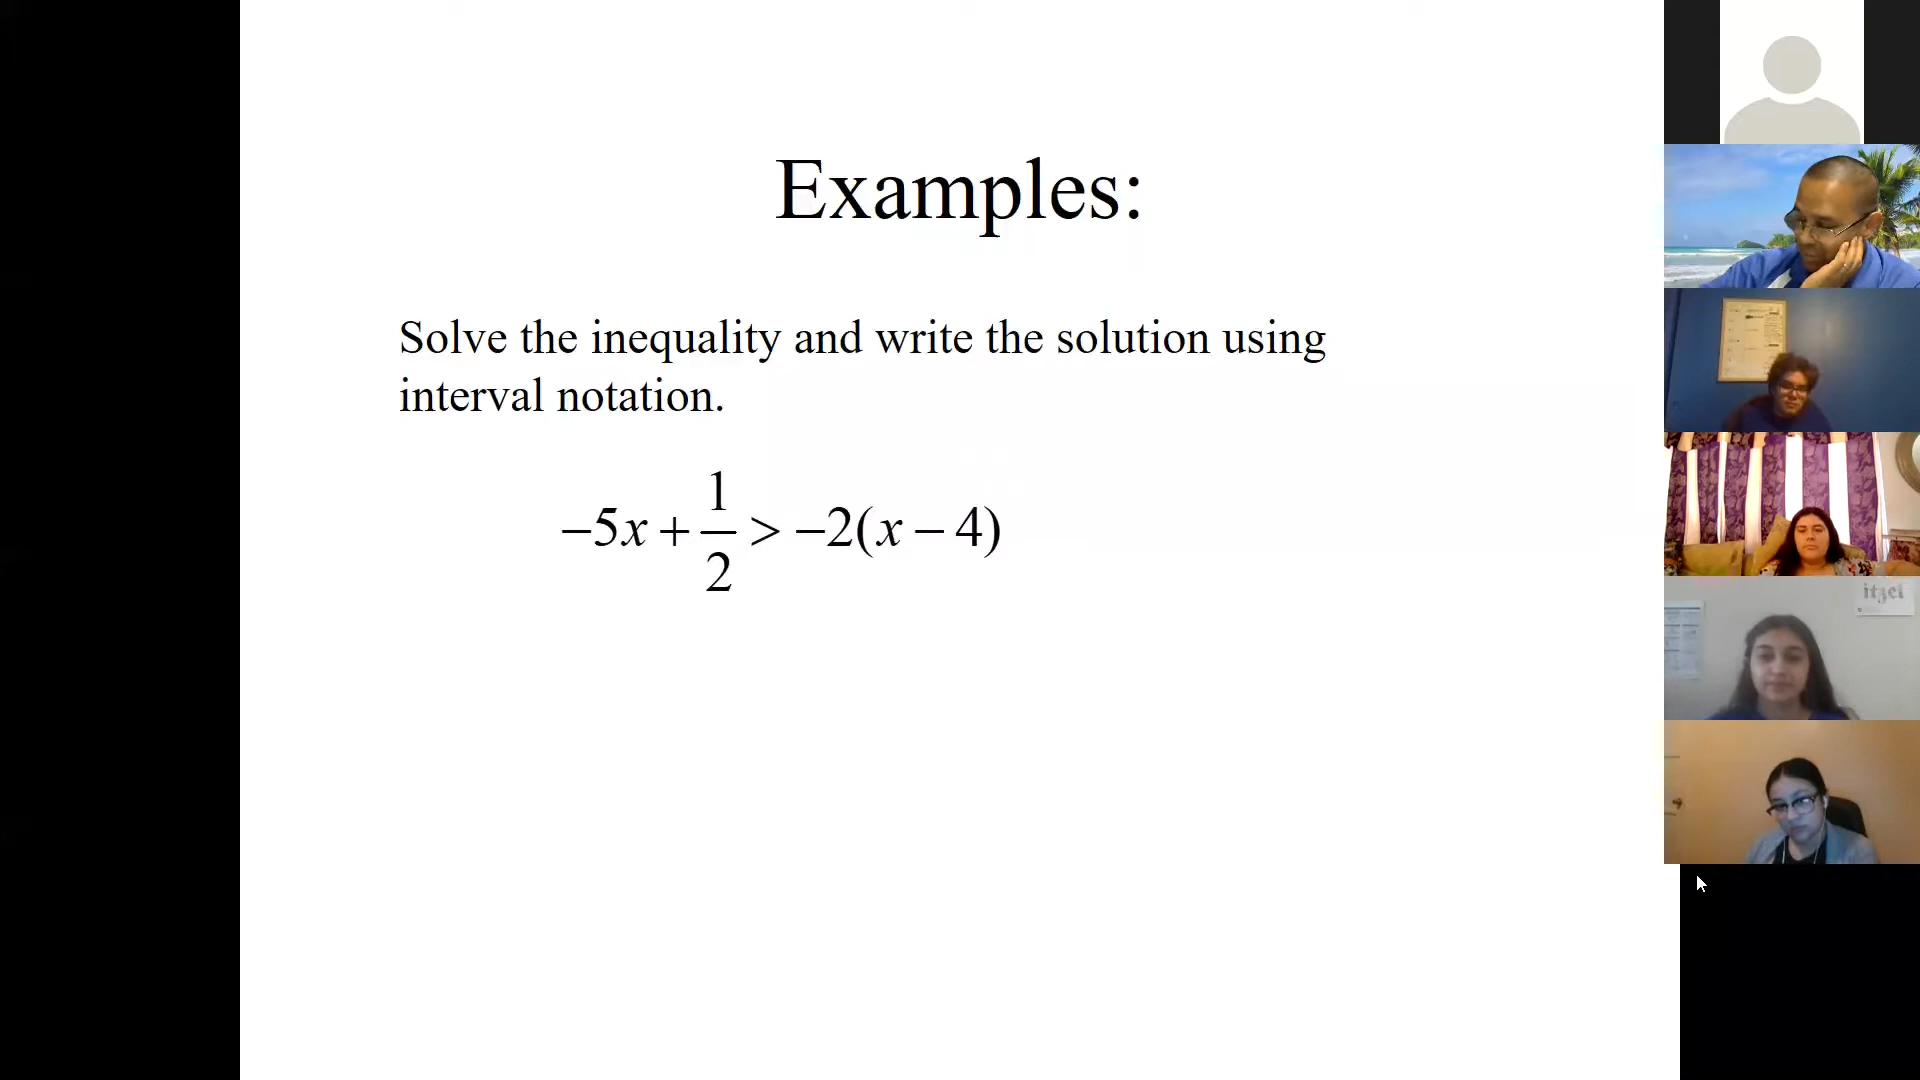 Examples:
Solve the inequality and write the solution using
interval notation.
−5x + 1/2 > −2(x − 4)
itzel